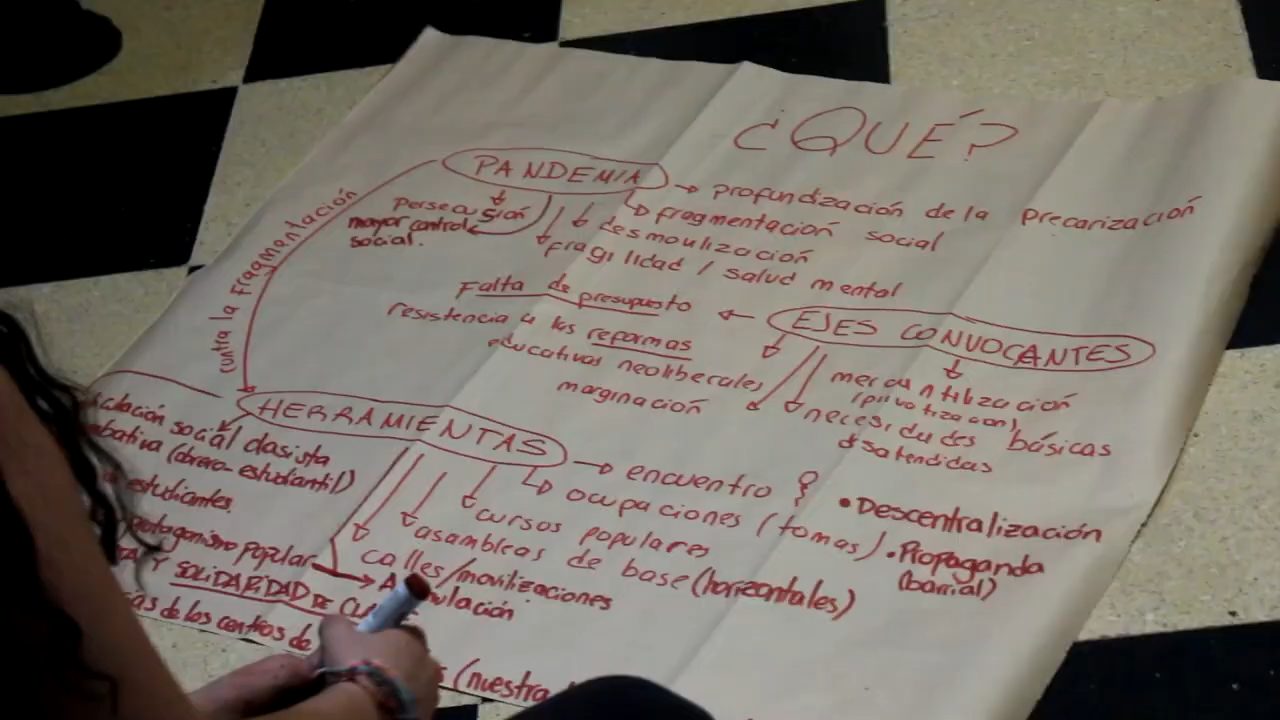 ¿QUÉ?
PANDEMIA
profundización de la precarización
fragmentación social
desmovilización
fragilidad / salud mental
persecusión
mayor control
social.
contra la Fragmentación
EJES CONVOCANTES
Falta de presupuesto
resistencia a las reformas
educativas neoliberales
marginación
mercantilización
(privatización)
necesidades básicas
dsatendidas
HERRAMIENTAS
encuentro
ocupaciones (tomas)
cursos populares
asambleas de base (horizontales)
calles/movilizaciones
• Descentralización
• Propaganda
(barrial)
social clasista
(obrero-estudiantil)
estudiantes.
popular
Y SOLIDARIDAD DE
de los centros de
(nuestra